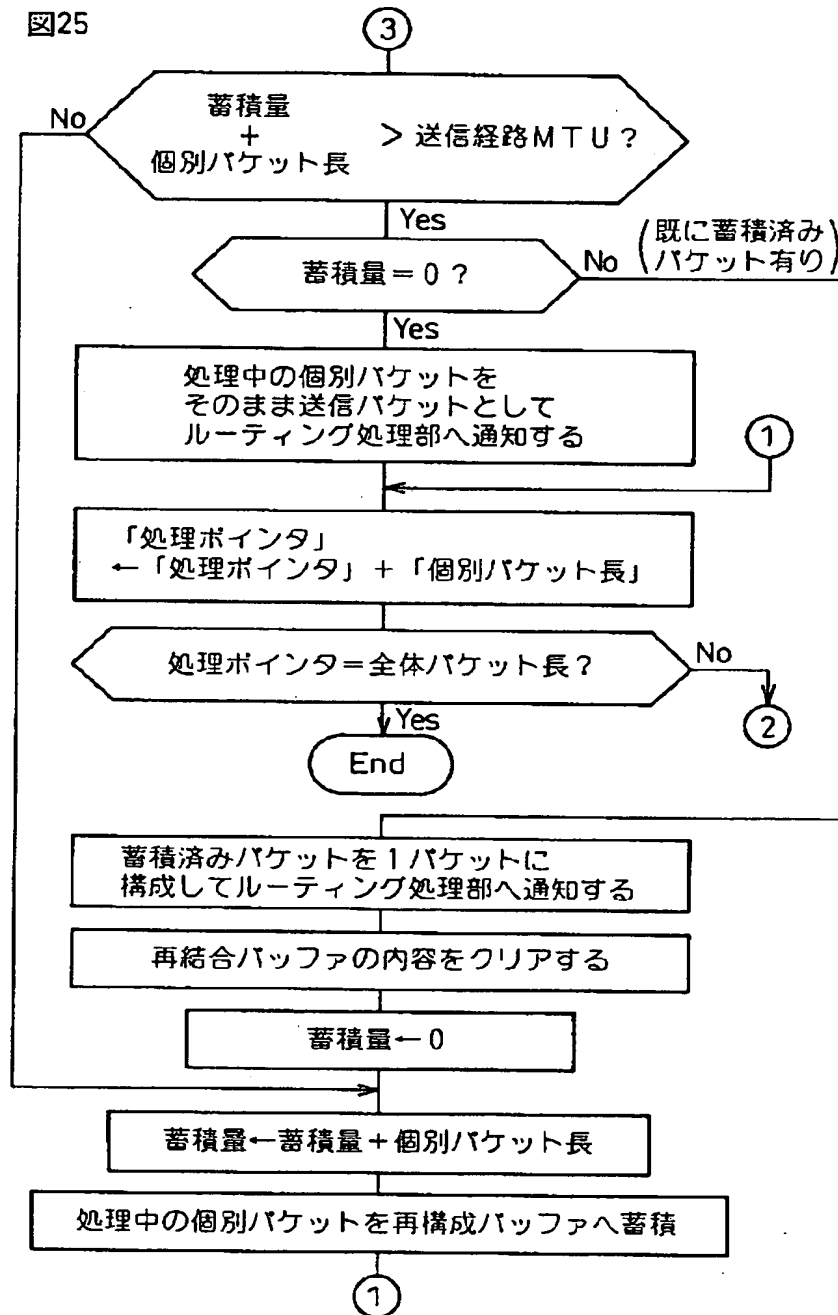 図25
3
蓄積量
+
個別パケット長
> 送信経路MTU?
No
Yes
蓄積量=0?
No
(既に蓄積済み
パケット有り)
Yes
処理中の個別パケットを
そのまま送信パケットとして
ルーティング処理部へ通知する
1
「処理ポインタ」
←「処理ポインタ」+「個別パケット長」
処理ポインタ=全体パケット長?
No
2
Yes
End
蓄積済みパケットを1パケットに
構成してルーティング処理部へ通知する
再結合バッファの内容をクリアする
蓄積量←0
蓄積量←蓄積量+個別パケット長
処理中の個別パケットを再構成バッファへ蓄積
1